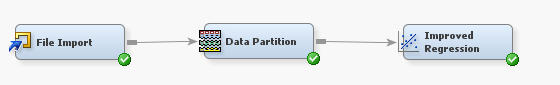 File Import
Data Partition
Improved
Regression